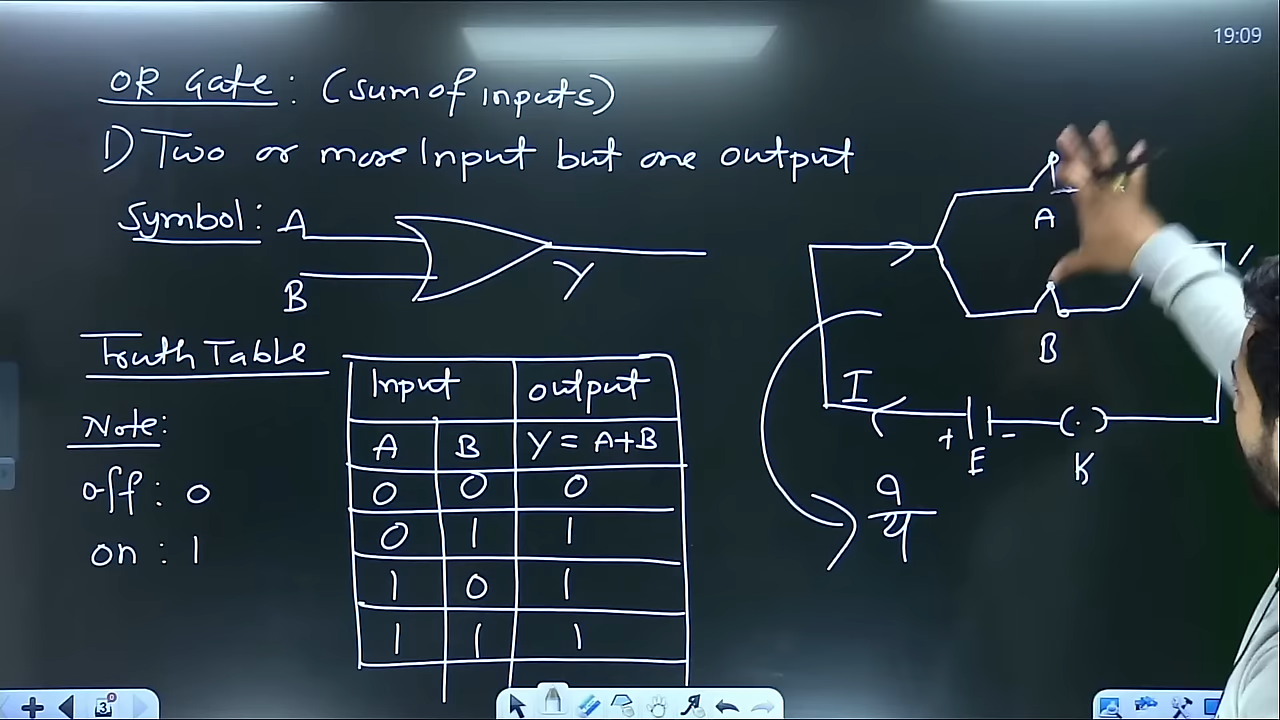 19:09
OR Gate: (sum of inputs)
1) Two or more Input but one output
Symbol: A
B
Y
Truth Table
Note:
off: 0
on: 1
Input output
A B Y = A+B
0 0 0
0 1 1
1 0 1
1 1 1
A
B
I
+ -
E K
3